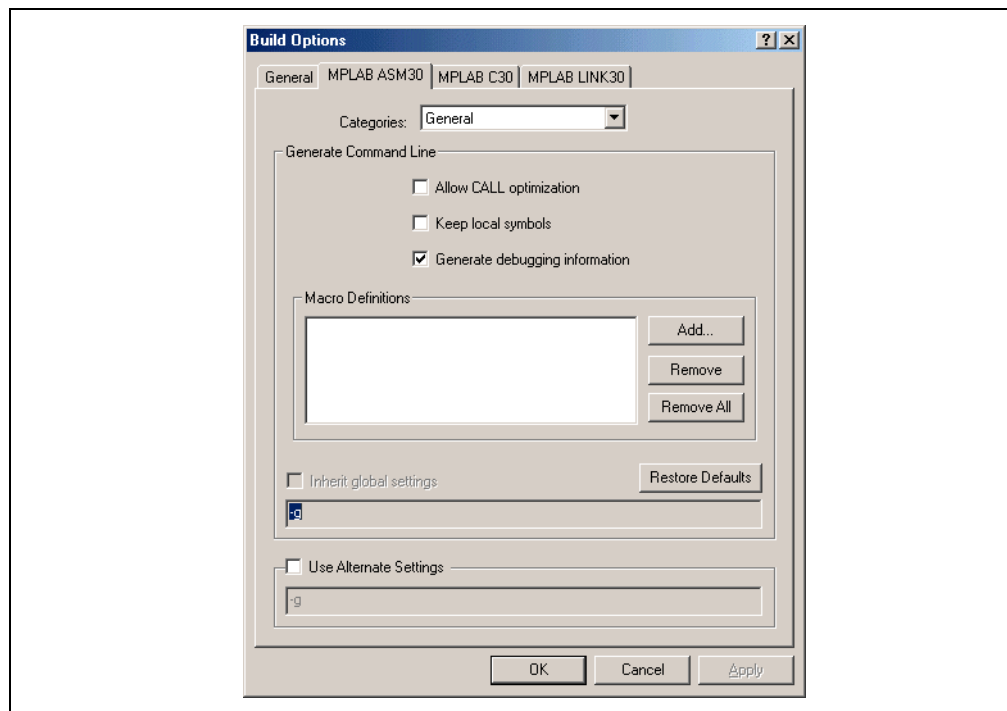 Build Options
General MPLAB ASM30 MPLAB C30 MPLAB LINK30
Categories: General
Generate Command Line
Allow CALL optimization
Keep local symbols
Generate debugging information
Macro Definitions
Add...
Remove
Remove All
Inherit global settings Restore Defaults
-g
Use Alternate Settings
-g
OK Cancel Apply